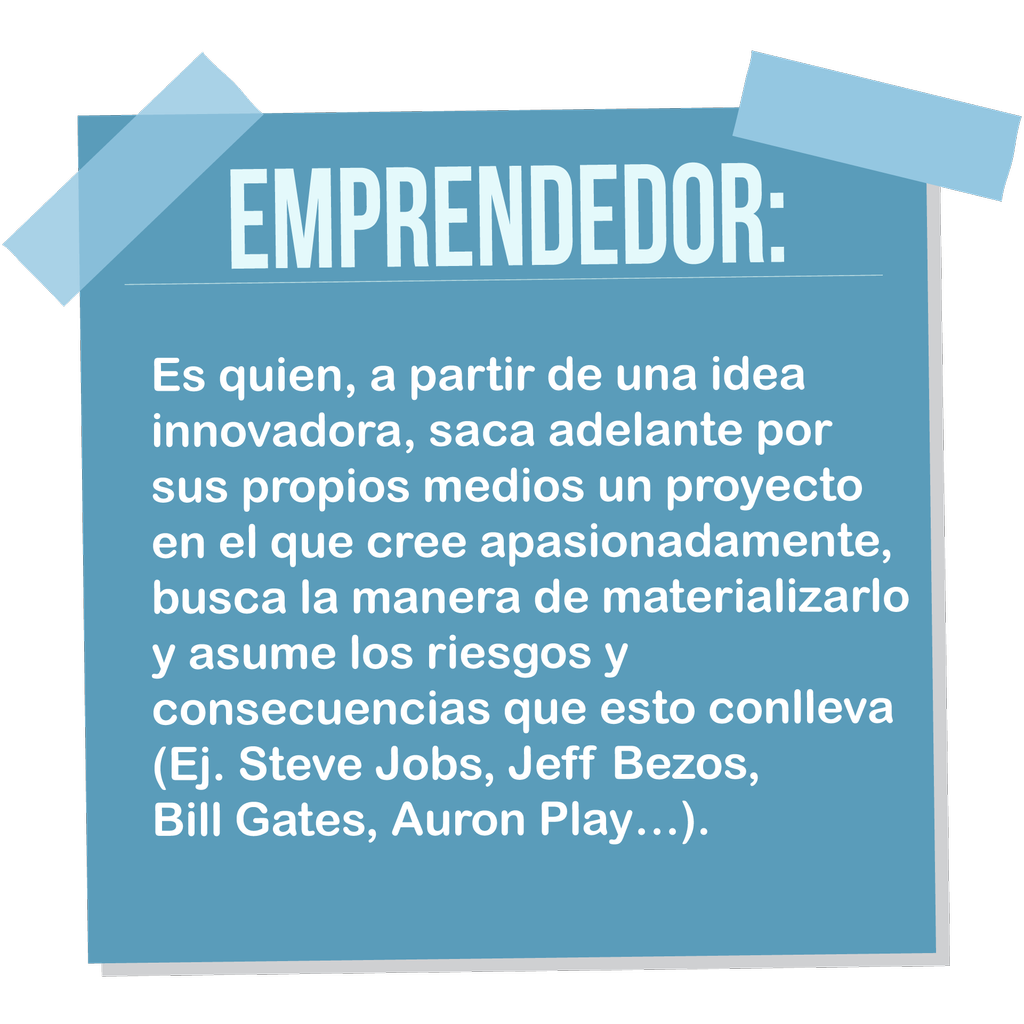 EMPRENDEDOR:
Es quien, a partir de una idea
innovadora, saca adelante por
sus propios medios un proyecto
en el que cree apasionadamente,
busca la manera de materializarlo
y asume los riesgos y
consecuencias que esto conlleva
(Ej. Steve Jobs, Jeff Bezos,
Bill Gates, Auron Play...).